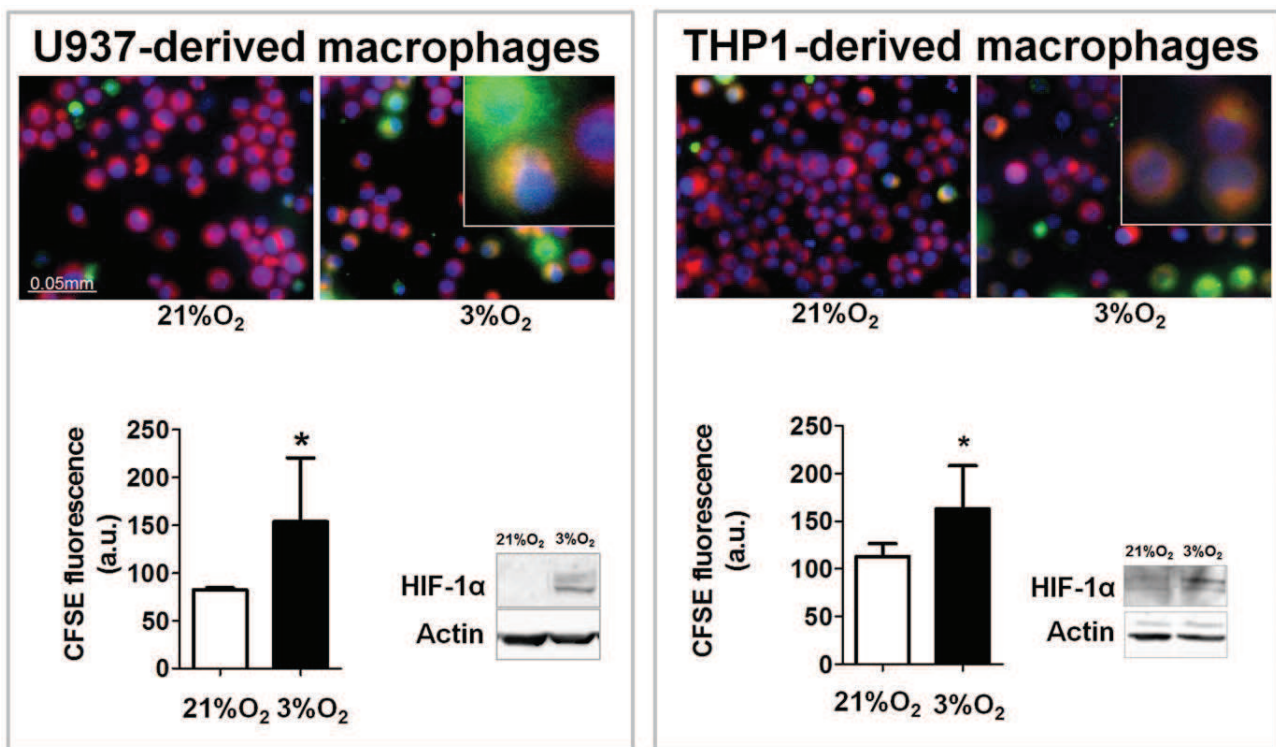 U937-derived macrophages
0.05mm
21%O₂
3%O₂
CFSE fluorescence
(a.u.)
250
200
150
100
50
0
*
21%O₂
3%O₂
21%O₂
3%O₂
HIF-1α
Actin
THP1-derived macrophages
21%O₂
3%O₂
CFSE fluorescence
(a.u.)
250
200
150
100
50
0
*
21%O₂
3%O₂
21%O₂
3%O₂
HIF-1α
Actin